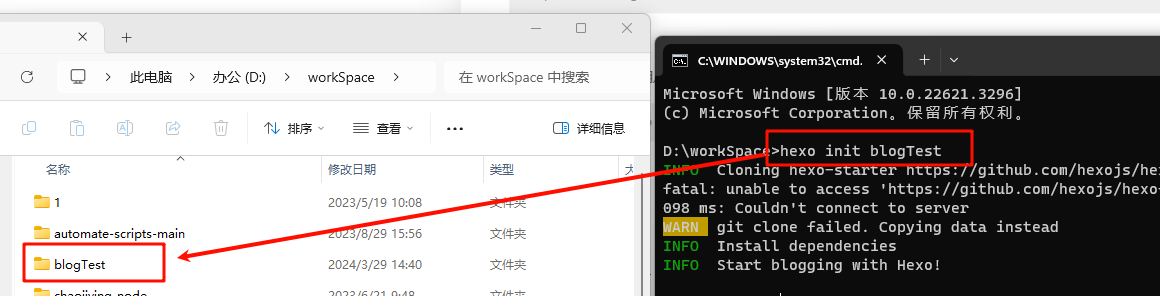 此电脑
办公 (D:)
workSpace
在 workSpace 中搜索
排序
查看
详细信息
名称
修改日期
类型
1
2023/5/19 10:08
文件夹
automate-scripts-main
2023/8/29 15:56
文件夹
blogTest
2024/3/29 14:40
文件夹
chaojiying-node
2023/6/21 9:48
文件夹
C:\WINDOWS\system32\cmd.
Microsoft Windows [版本 10.0.22621.3296]
(c) Microsoft Corporation。保留所有权利。
D:\workSpace>hexo init blogTest
INFO Cloning hexo-starter https://github.com/hexojs/hex
fatal: unable to access 'https://github.com/hexojs/hexo-
098 ms: Couldn't connect to server
WARN git clone failed. Copying data instead
INFO Install dependencies
INFO Start blogging with Hexo!